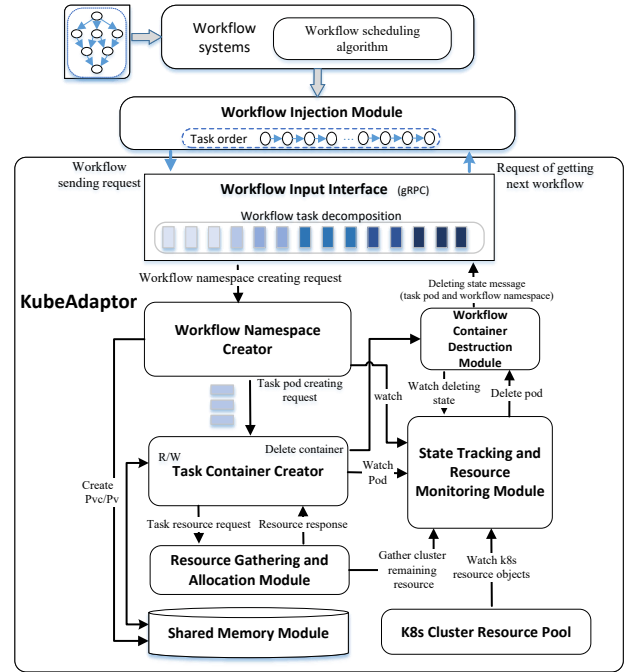 Workflow
systems
Workflow scheduling
algorithm
Workflow Injection Module
Task order
...
Workflow
sending request
Request of getting
next workflow
Workflow Input Interface (gRPC)
Workflow task decomposition
Workflow namespace creating request
Deleting state message
(task pod and workflow namespace)
KubeAdaptor
Workflow Namespace
Creator
Workflow
Container
Destruction
Module
Task pod creating
request
watch
Watch deleting
state
Delete pod
Delete container
R/W
Task Container Creator
Watch
Pod
State Tracking and
Resource
Monitoring Module
Create
Pvc/Pv
Task resource request
Resource response
Resource Gathering and
Allocation Module
Gather cluster
remaining
resource
Watch k8s
resource objects
Shared Memory Module
K8s Cluster Resource Pool